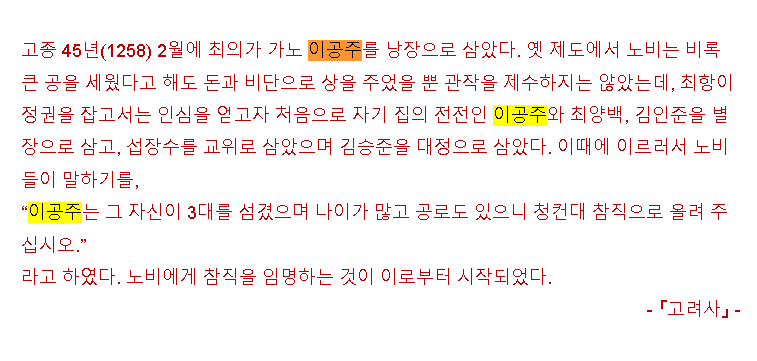 고종 45년(1258) 2월에 최의가 가노 이공주를 낭장으로 삼았다. 옛 제도에서 노비는 비록
큰 공을 세웠다고 해도 돈과 비단으로 상을 주었을 뿐 관작을 제수하지는 않았는데, 최항이
정권을 잡고서는 인심을 얻고자 처음으로 자기 집의 전전인 이공주와 최양백, 김인준을 별
장으로 삼고, 섭장수를 교위로 삼았으며 김승준을 대정으로 삼았다. 이때에 이르러서 노비
들이 말하기를,
“이공주는 그 자신이 3대를 섬겼으며 나이가 많고 공로도 있으니 청컨대 참직으로 올려 주
십시오.”
라고 하였다. 노비에게 참직을 임명하는 것이 이로부터 시작되었다.
- 「고려사」 -